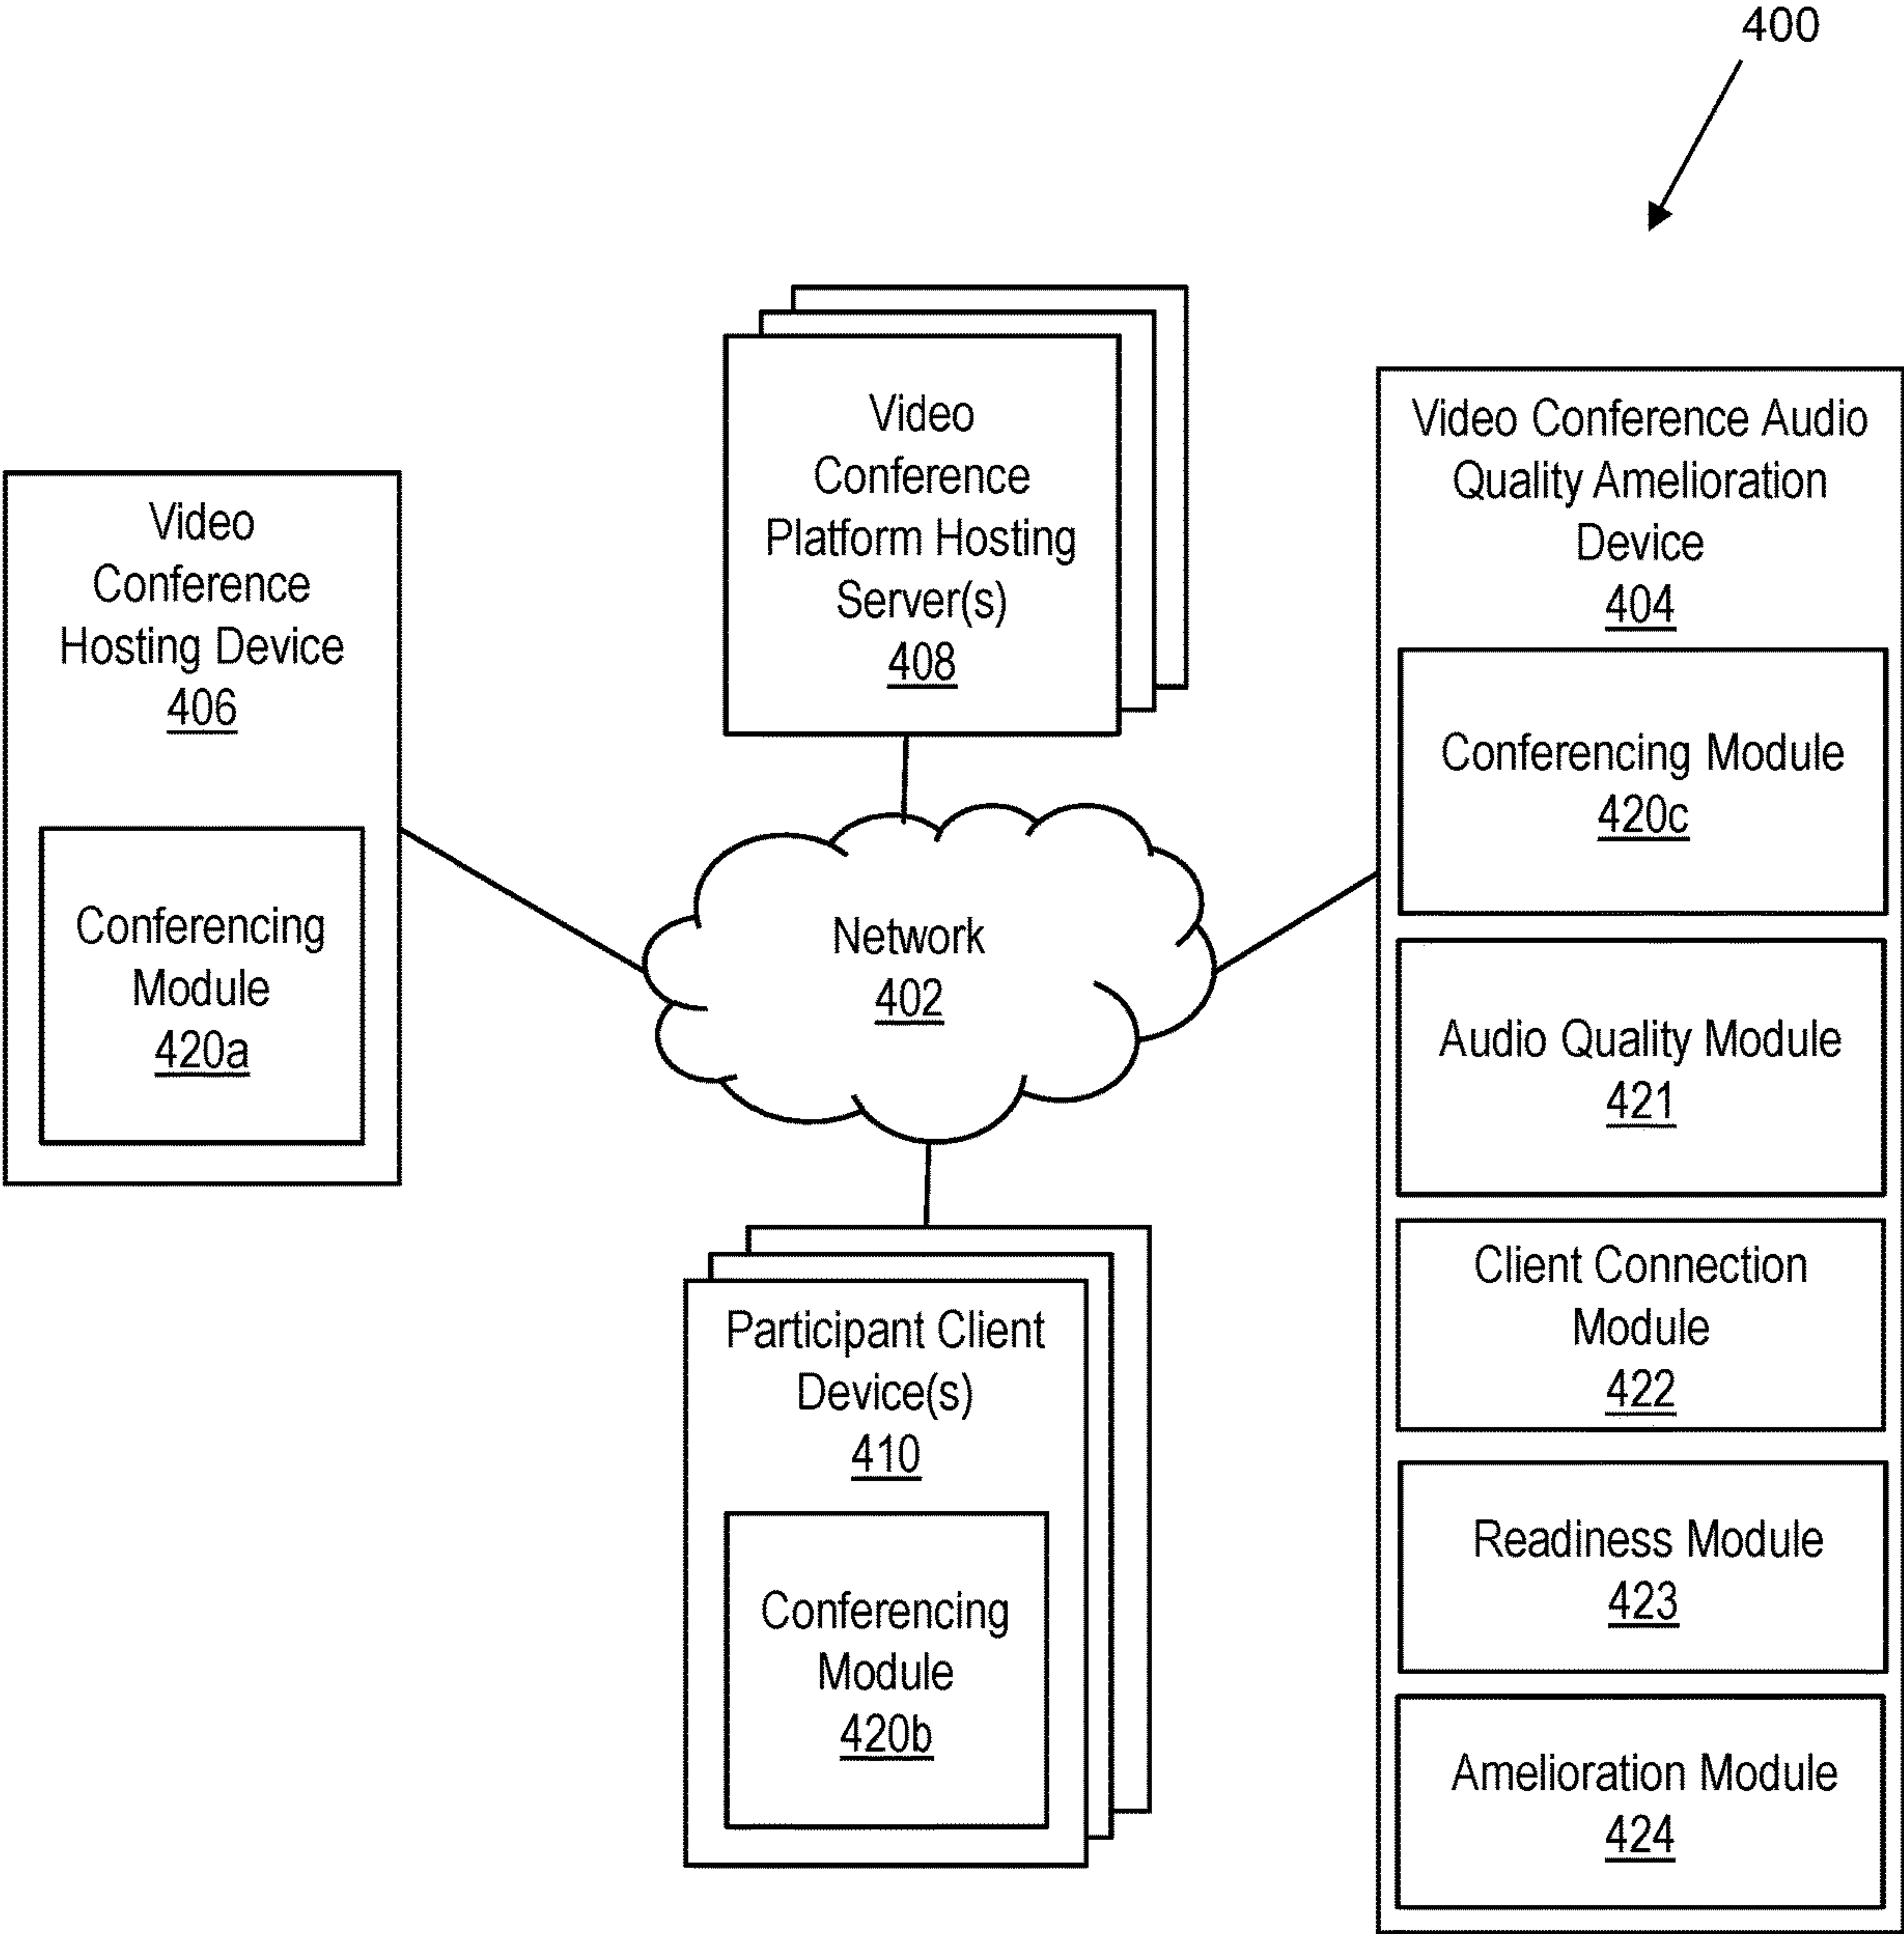 400
Video
Conference
Platform Hosting
Server(s)
408
Video
Conference
Hosting Device
406
Conferencing
Module
420a
Network
402
Participant Client
Device(s)
410
Conferencing
Module
420b
Video Conference Audio
Quality Amelioration
Device
404
Conferencing Module
420c
Audio Quality Module
421
Client Connection
Module
422
Readiness Module
423
Amelioration Module
424